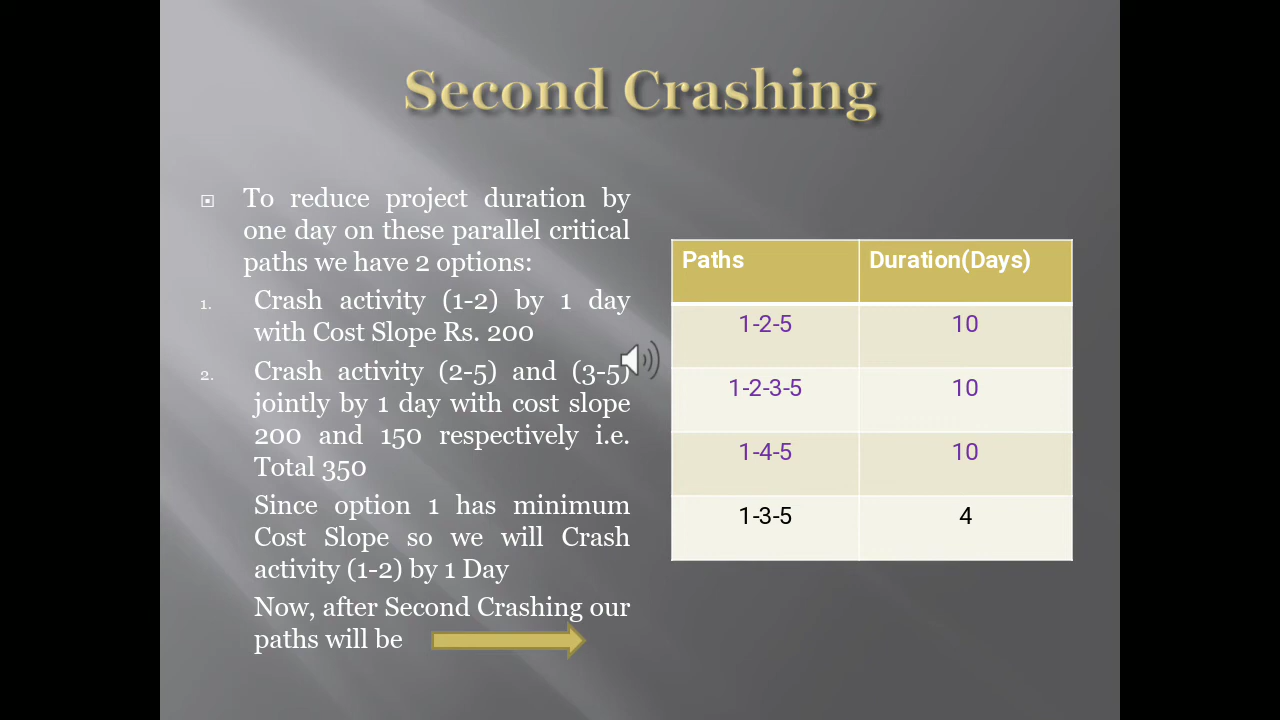 Second Crashing
To reduce project duration by
one day on these parallel critical
paths we have 2 options:
1. Crash activity (1-2) by 1 day
with Cost Slope Rs. 200
2. Crash activity (2-5) and (3-5)
jointly by 1 day with cost slope
200 and 150 respectively i.e.
Total 350
Since option 1 has minimum
Cost Slope so we will Crash
activity (1-2) by 1 Day
Now, after Second Crashing our
paths will be
Paths Duration(Days)
1-2-5 10
1-2-3-5 10
1-4-5 10
1-3-5 4